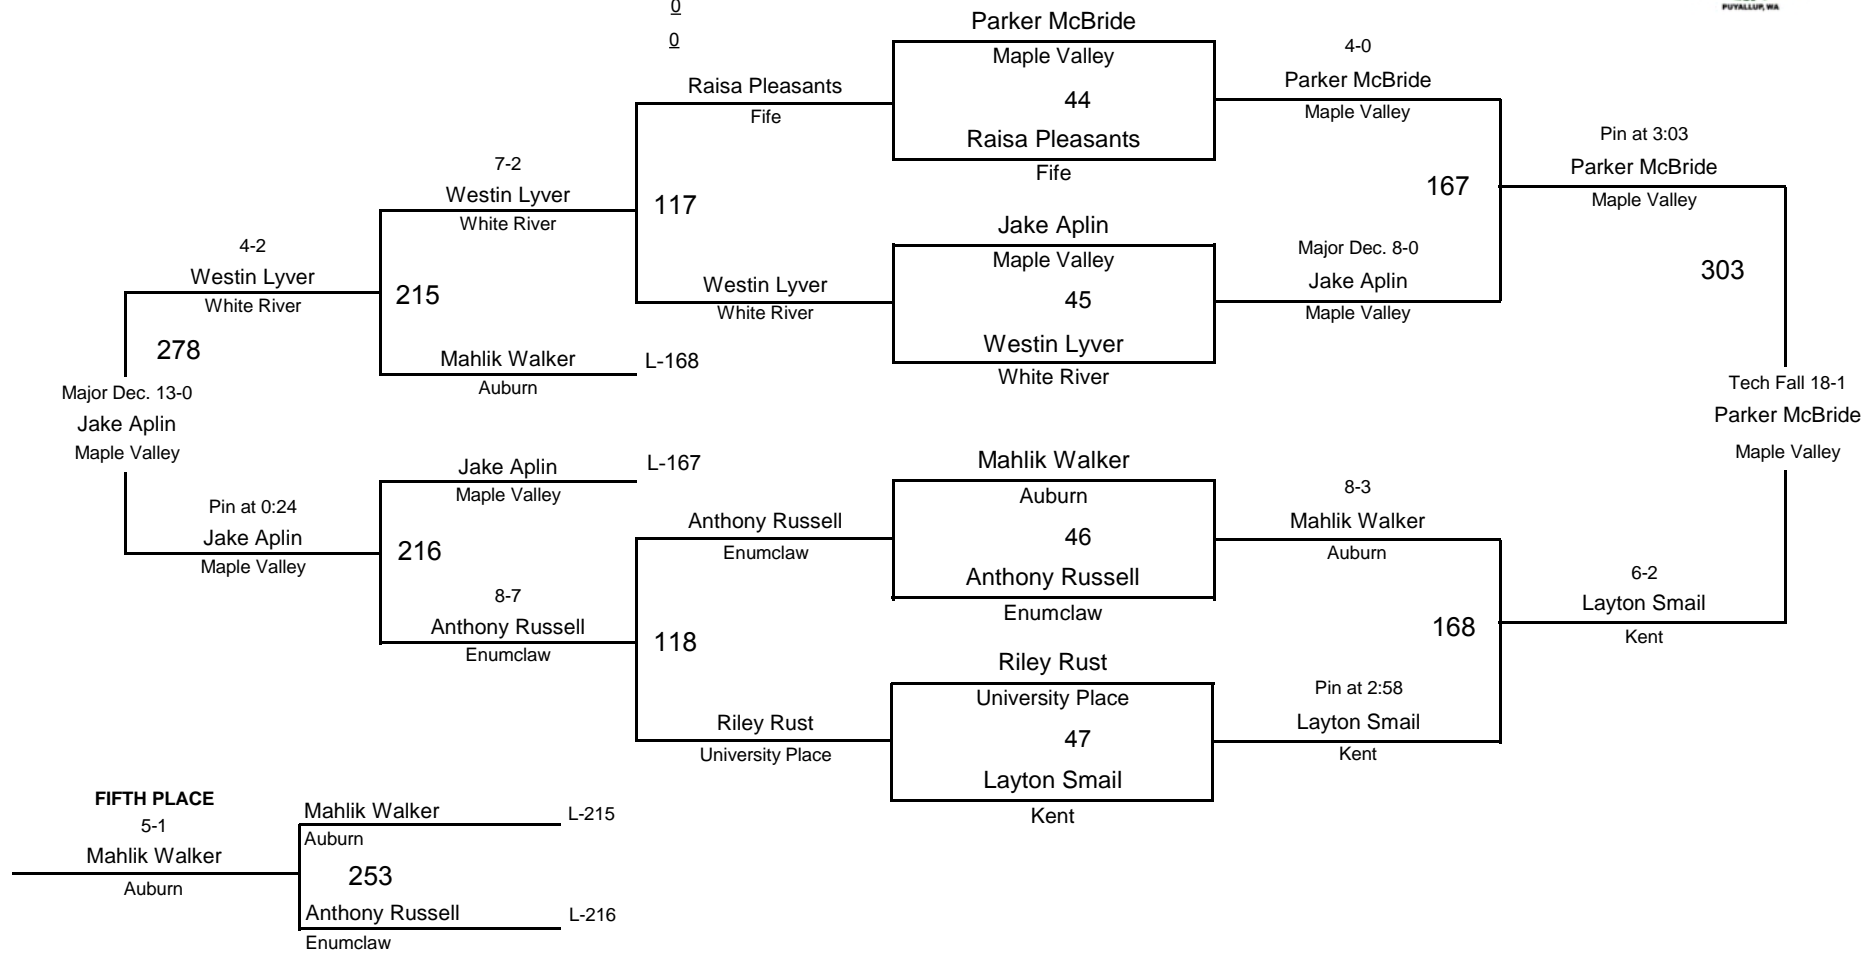 0
0
PUYALLUP, WA
Parker McBride
Maple Valley
44
Raisa Pleasants
Fife
Jake Aplin
Maple Valley
45
Westin Lyver
White River
Mahlik Walker
Auburn
46
Anthony Russell
Enumclaw
Riley Rust
University Place
47
Layton Smail
Kent
4-0
Parker McBride
Maple Valley
167
Major Dec. 8-0
Jake Aplin
Maple Valley
8-3
Mahlik Walker
Auburn
168
Pin at 2:58
Layton Smail
Kent
Pin at 3:03
Parker McBride
Maple Valley
303
6-2
Layton Smail
Kent
Tech Fall 18-1
Parker McBride
Maple Valley
Raisa Pleasants
Fife
117
Westin Lyver
White River
Anthony Russell
Enumclaw
118
Riley Rust
University Place
7-2
Westin Lyver
White River
215
Mahlik Walker
Auburn
L-168
Jake Aplin
Maple Valley
L-167
216
8-7
Anthony Russell
Enumclaw
4-2
Westin Lyver
White River
278
Pin at 0:24
Jake Aplin
Maple Valley
Major Dec. 13-0
Jake Aplin
Maple Valley
FIFTH PLACE
5-1
Mahlik Walker
Auburn
Mahlik Walker
Auburn
L-215
253
Anthony Russell
Enumclaw
L-216